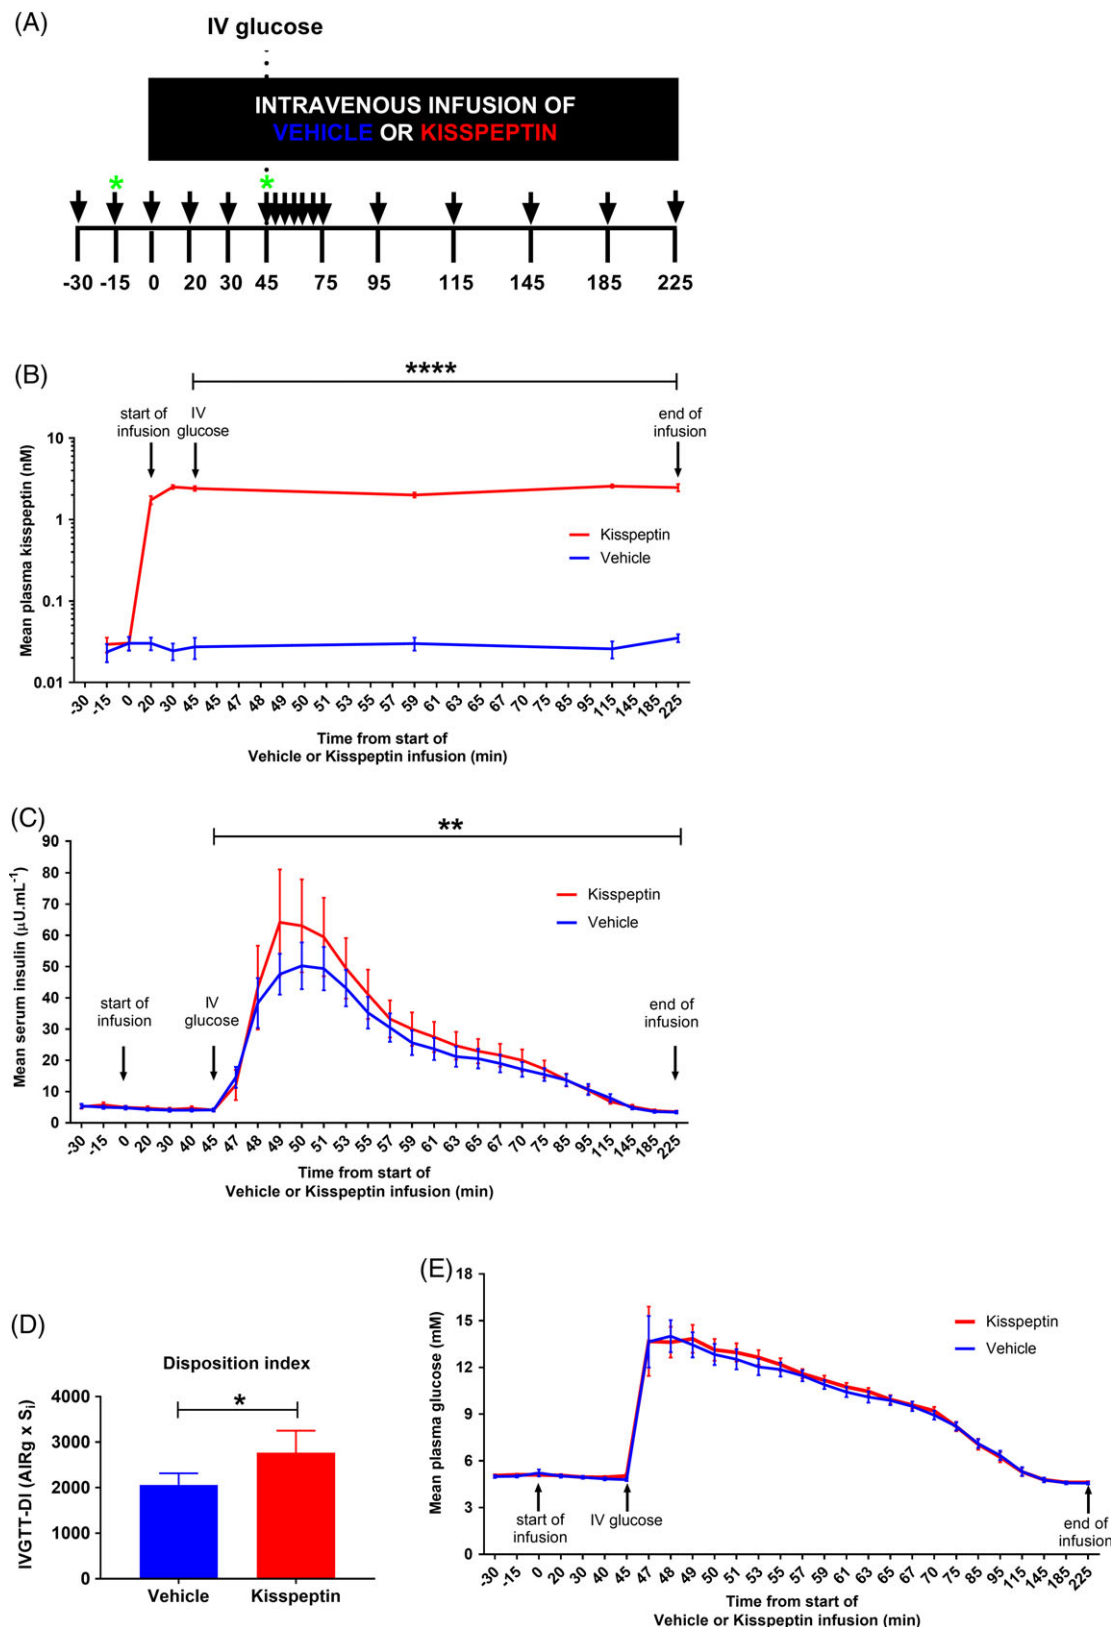 (A)
IV glucose
INTRAVENOUS INFUSION OF
VEHICLE OR KISSPEPTIN
* *
-30 -15 0 20 30 45 75 95 115 145 185 225
(B)
****
start of
infusion
IV
glucose
end of
infusion
Mean plasma kisspeptin (nM)
10
1
0.1
0.01
Kisspeptin
Vehicle
-30 -15 0 20 30 45 45 47 48 49 50 51 53 55 57 59 61 63 65 67 70 75 85 95 115 145 185 225
Time from start of
Vehicle or Kisspeptin infusion (min)
(C)
**
Mean serum insulin (µU.mL-1)
90
80
70
60
50
40
30
20
10
0
Kisspeptin
Vehicle
start of
infusion
IV
glucose
end of
infusion
-30 -15 0 20 30 40 45 47 48 49 50 51 53 55 57 59 61 63 65 67 70 75 85 95 115 145 185 225
Time from start of
Vehicle or Kisspeptin infusion (min)
(D)
Disposition index
*
IVGTT-DI (AIRg x Si)
4000
3000
2000
1000
0
Vehicle Kisspeptin
(E)
Mean plasma glucose (mM)
18
15
12
9
6
3
0
Kisspeptin
Vehicle
start of
infusion
IV glucose
end of
infusion
-30 -15 0 20 30 40 45 47 48 49 50 51 53 55 57 59 61 63 65 67 70 75 85 95 115 145 185 225
Time from start of
Vehicle or Kisspeptin infusion (min)